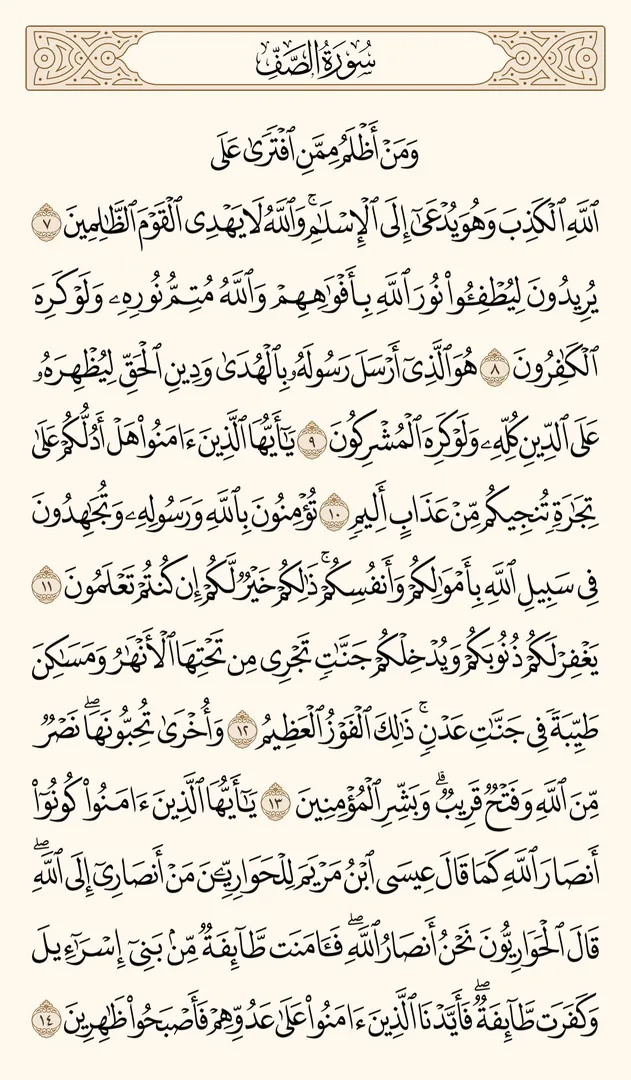 سُورَةُ الصَّفِّ
وَمَنْ أَظْلَمُ مِمَّنِ ٱفْتَرَىٰ عَلَى
ٱللَّهِ ٱلْكَذِبَ وَهُوَ يُدْعَىٰٓ إِلَى ٱلْإِسْلَـٰمِۚ وَٱللَّهُ لَا يَهْدِى ٱلْقَوْمَ ٱلظَّـٰلِمِينَ ٧
يُرِيدُونَ لِيُطْفِـُٔوا۟ نُورَ ٱللَّهِ بِأَفْوَٰهِهِمْ وَٱللَّهُ مُتِمُّ نُورِهِۦ وَلَوْ كَرِهَ
ٱلْكَـٰفِرُونَ ٨ هُوَ ٱلَّذِىٓ أَرْسَلَ رَسُولَهُۥ بِٱلْهُدَىٰ وَدِينِ ٱلْحَقِّ لِيُظْهِرَهُۥ
عَلَى ٱلدِّينِ كُلِّهِۦ وَلَوْ كَرِهَ ٱلْمُشْرِكُونَ ٩ يَـٰٓأَيُّهَا ٱلَّذِينَ ءَامَنُوا۟ هَلْ أَدُلُّكُمْ عَلَىٰ
تِجَـٰرَةٍۢ تُنجِيكُم مِّنْ عَذَابٍ أَلِيمٍۢ ١٠ تُؤْمِنُونَ بِٱللَّهِ وَرَسُولِهِۦ وَتُجَـٰهِدُونَ
فِى سَبِيلِ ٱللَّهِ بِأَمْوَٰلِكُمْ وَأَنفُسِكُمْۚ ذَٰلِكُمْ خَيْرٌۭ لَّكُمْ إِن كُنتُمْ تَعْلَمُونَ ١١
يَغْفِرْ لَكُمْ ذُنُوبَكُمْ وَيُدْخِلْكُمْ جَنَّـٰتٍۢ تَجْرِى مِن تَحْتِهَا ٱلْأَنْهَـٰرُ وَمَسَـٰكِنَ
طَيِّبَةًۭ فِى جَنَّـٰتِ عَدْنٍۢۚ ذَٰلِكَ ٱلْفَوْزُ ٱلْعَظِيمُ ١٢ وَأُخْرَىٰ تُحِبُّونَهَاۖ نَصْرٌۭ
مِّنَ ٱللَّهِ وَفَتْحٌۭ قَرِيبٌۭۗ وَبَشِّرِ ٱلْمُؤْمِنِينَ ١٣ يَـٰٓأَيُّهَا ٱلَّذِينَ ءَامَنُوا۟ كُونُوٓا۟
أَنصَارَ ٱللَّهِ كَمَا قَالَ عِيسَى ٱبْنُ مَرْيَمَ لِلْحَوَارِيِّـۧنَ مَنْ أَنصَارِىٓ إِلَى ٱللَّهِۖ
قَالَ ٱلْحَوَارِيُّونَ نَحْنُ أَنصَارُ ٱللَّهِۖ فَـَٔامَنَت طَّآئِفَةٌۭ مِّنۢ بَنِىٓ إِسْرَٰٓءِيلَ
وَكَفَرَت طَّآئِفَةٌۭۖ فَأَيَّدْنَا ٱلَّذِينَ ءَامَنُوا۟ عَلَىٰ عَدُوِّهِمْ فَأَصْبَحُوا۟ ظَـٰهِرِينَ ١٤